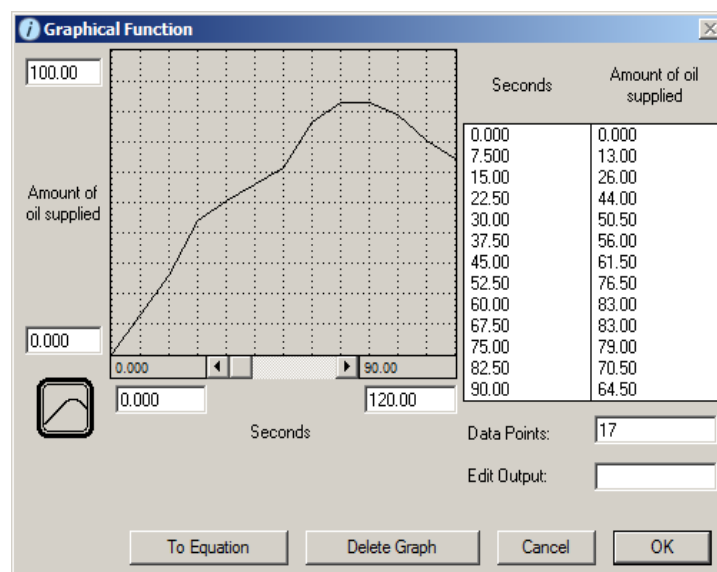 Graphical Function
100.00
Amount of
oil supplied
0.000
0.000 90.00
0.000 120.00
Seconds
Seconds Amount of oil
supplied
0.000 0.000
7.500 13.00
15.00 26.00
22.50 44.00
30.00 50.50
37.50 56.00
45.00 61.50
52.50 76.50
60.00 83.00
67.50 83.00
75.00 79.00
82.50 70.50
90.00 64.50
Data Points: 17
Edit Output:
To Equation Delete Graph Cancel OK